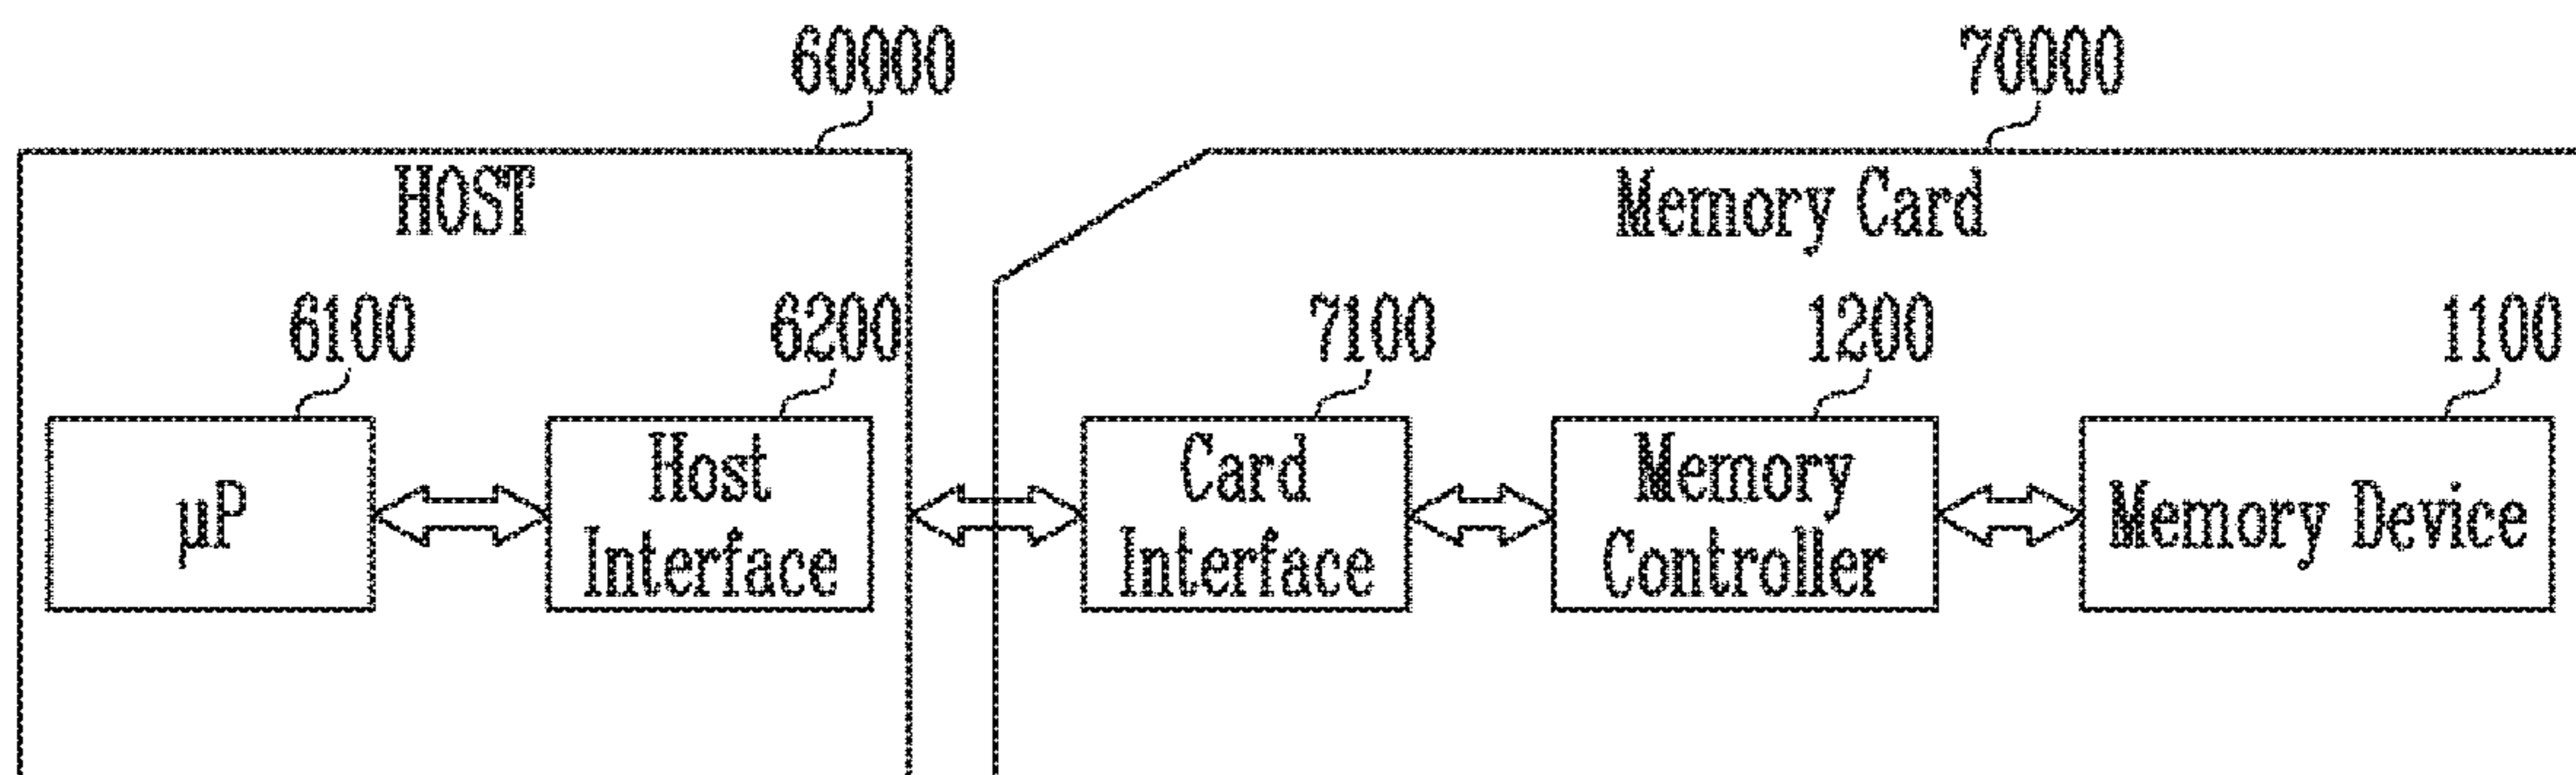 60000
70000
HOST
Memory Card
6100
6200
7100
1200
1100
μP
Host
Interface
Card
Interface
Memory
Controller
Memory Device